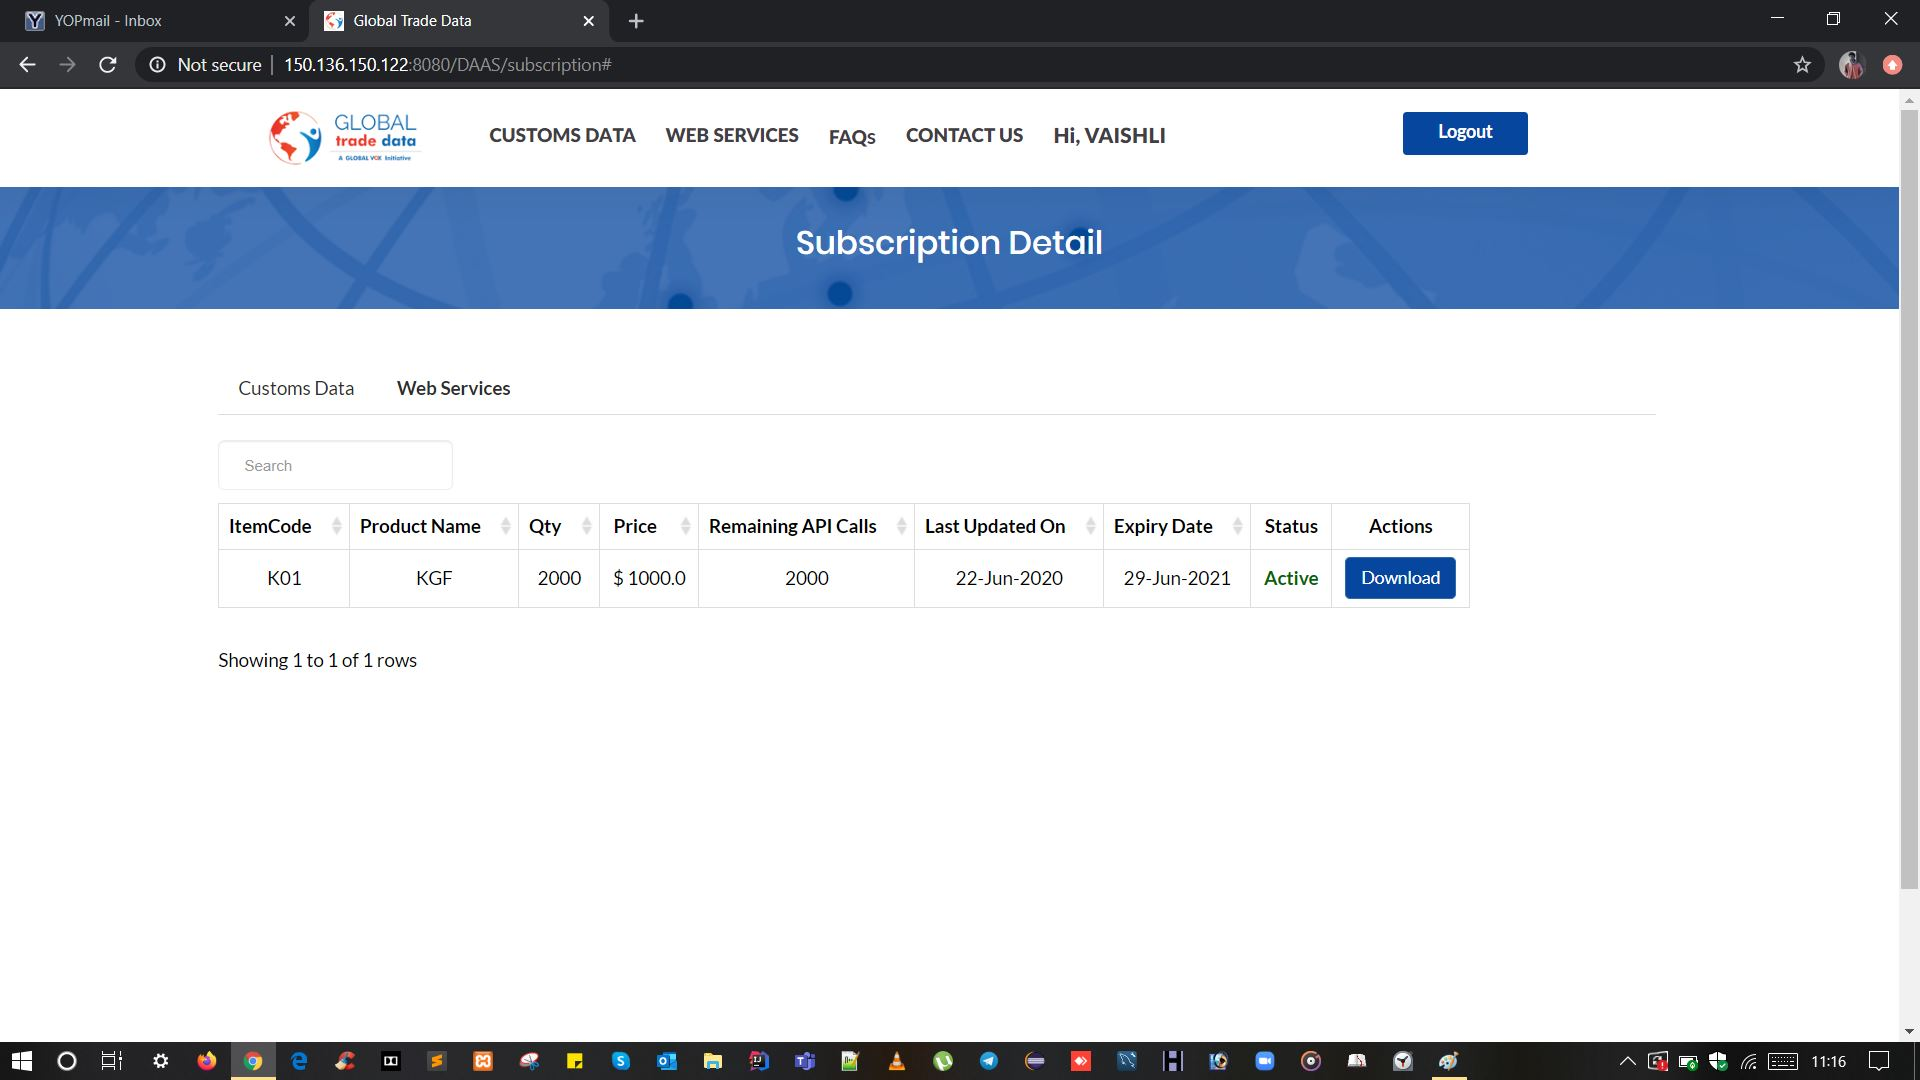 YOPmail - Inbox
Global Trade Data
Not secure
150.136.150.122:8080/DAAS/subscription#
GLOBAL
trade data
A GLOBAL VOX Initiative
CUSTOMS DATA
WEB SERVICES
FAQs
CONTACT US
Hi, VAISHLI
Logout
Subscription Detail
Customs Data
Web Services
Search
ItemCode Product Name Qty Price Remaining API Calls Last Updated On Expiry Date Status Actions
K01 KGF 2000 $ 1000.0 2000 22-Jun-2020 29-Jun-2021 Active Download
Showing 1 to 1 of 1 rows
11:16